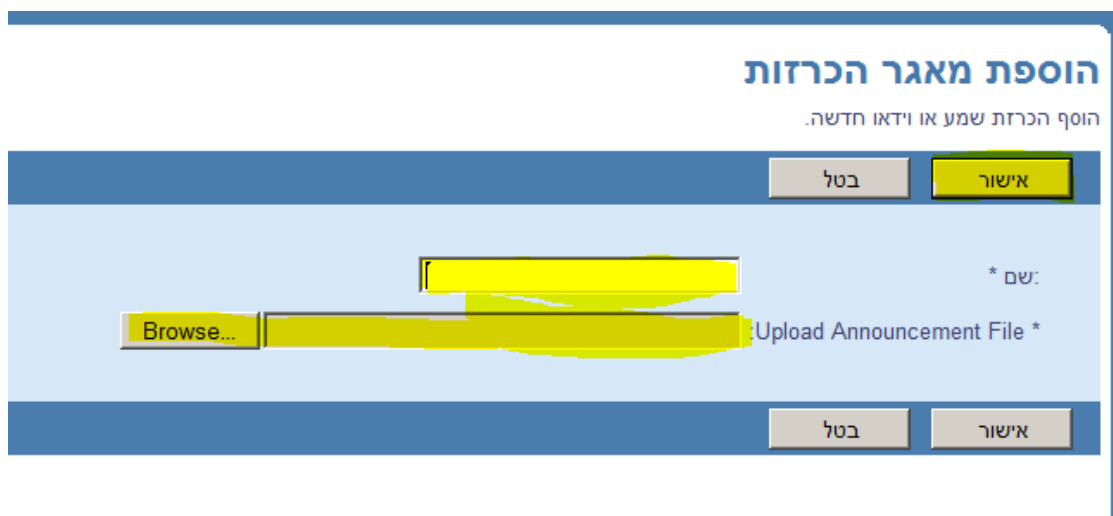 הוספת מאגר הכרזות
הוסף הכרזת שמע או וידאו חדשה.
אישור בטל
* שם:
* Upload Announcement File: Browse...
אישור בטל